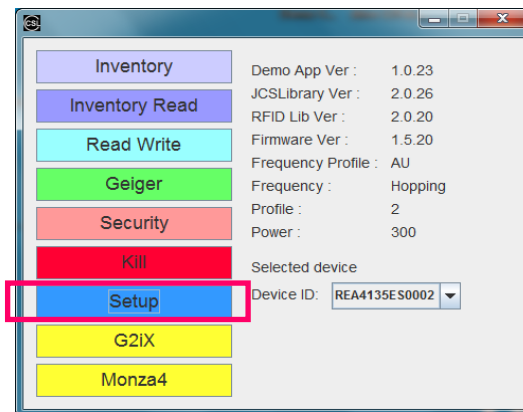 CSL
Inventory
Inventory Read
Read Write
Geiger
Security
Kill
Setup
G2iX
Monza4
Demo App Ver : 1.0.23
JCSLibrary Ver : 2.0.26
RFID Lib Ver : 2.0.20
Firmware Ver : 1.5.20
Frequency Profile : AU
Frequency : Hopping
Profile : 2
Power : 300
Selected device
Device ID: REA4135ES0002